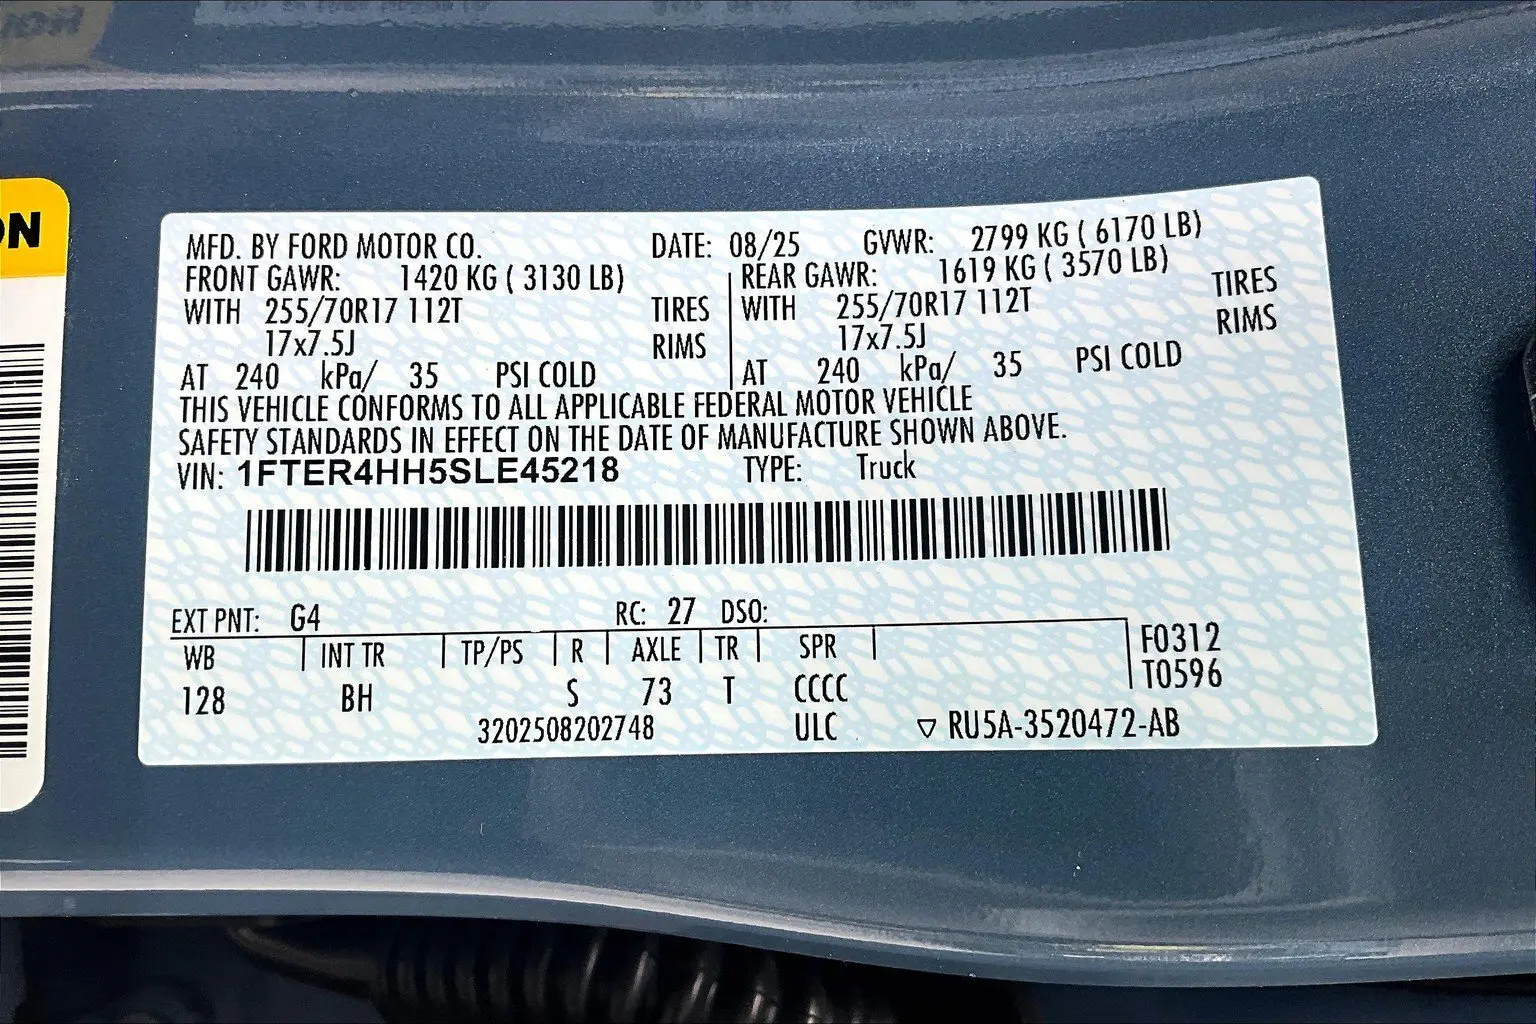 ON
MFD. BY FORD MOTOR CO. DATE: 08/25 GVWR: 2799 KG ( 6170 LB)
FRONT GAWR: 1420 KG ( 3130 LB) REAR GAWR: 1619 KG ( 3570 LB)
WITH 255/70R17 112T TIRES WITH 255/70R17 112T TIRES
17x7.5J RIMS 17x7.5J RIMS
AT 240 kPa/ 35 PSI COLD AT 240 kPa/ 35 PSI COLD
THIS VEHICLE CONFORMS TO ALL APPLICABLE FEDERAL MOTOR VEHICLE
SAFETY STANDARDS IN EFFECT ON THE DATE OF MANUFACTURE SHOWN ABOVE.
VIN: 1FTER4HH5SLE45218 TYPE: Truck
EXT PNT: G4 RC: 27 DSO:
WB INT TR TP/PS R AXLE TR SPR F0312
T0596
128 BH S 73 T CCCC
3202508202748 ULC ▽ RU5A-3520472-AB